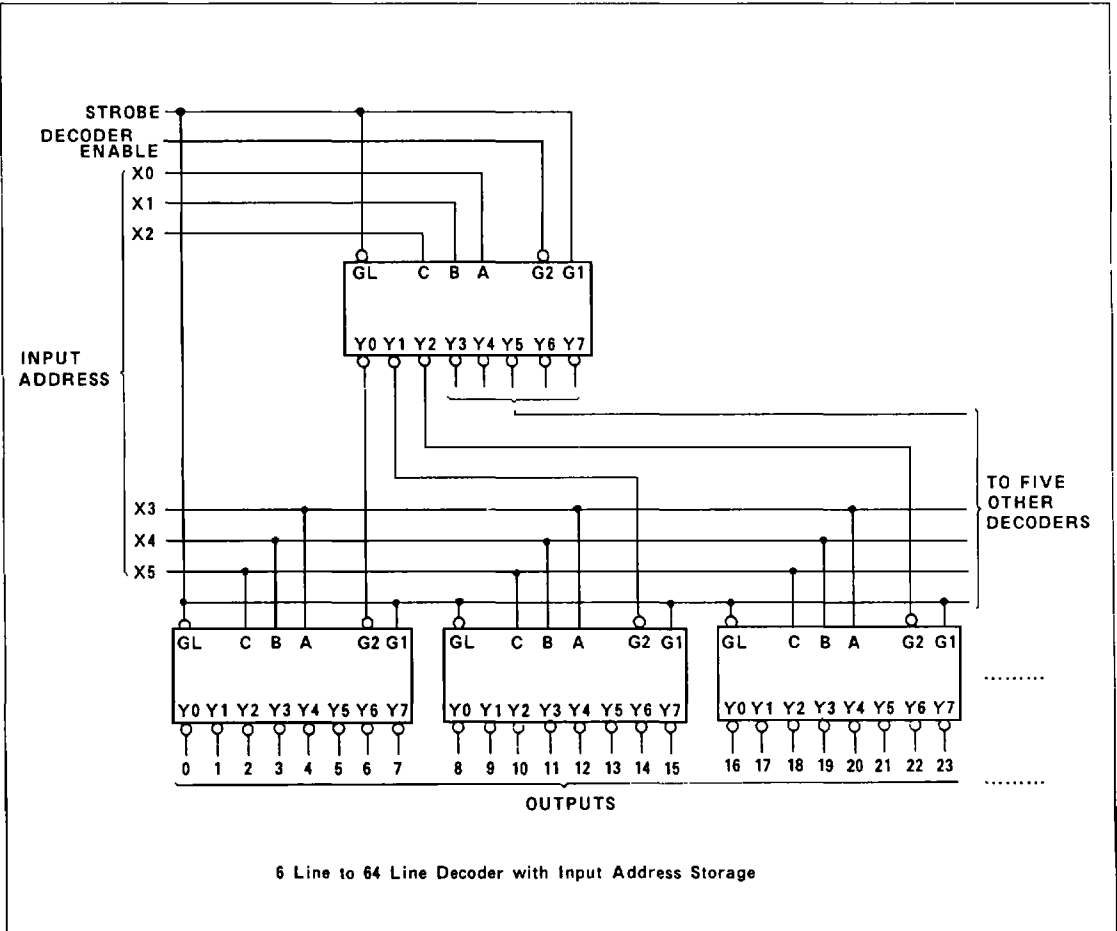 STROBE
DECODER
ENABLE
X0
X1
X2
GL C B A G2 G1
Y0 Y1 Y2 Y3 Y4 Y5 Y6 Y7
INPUT
ADDRESS
TO FIVE
OTHER
DECODERS
X3
X4
X5
GL C B A G2 G1 GL C B A G2 G1 GL C B A G2 G1
Y0 Y1 Y2 Y3 Y4 Y5 Y6 Y7 Y0 Y1 Y2 Y3 Y4 Y5 Y6 Y7 Y0 Y1 Y2 Y3 Y4 Y5 Y6 Y7
0 1 2 3 4 5 6 7 8 9 10 11 12 13 14 15 16 17 18 19 20 21 22 23
OUTPUTS
6 Line to 64 Line Decoder with Input Address Storage